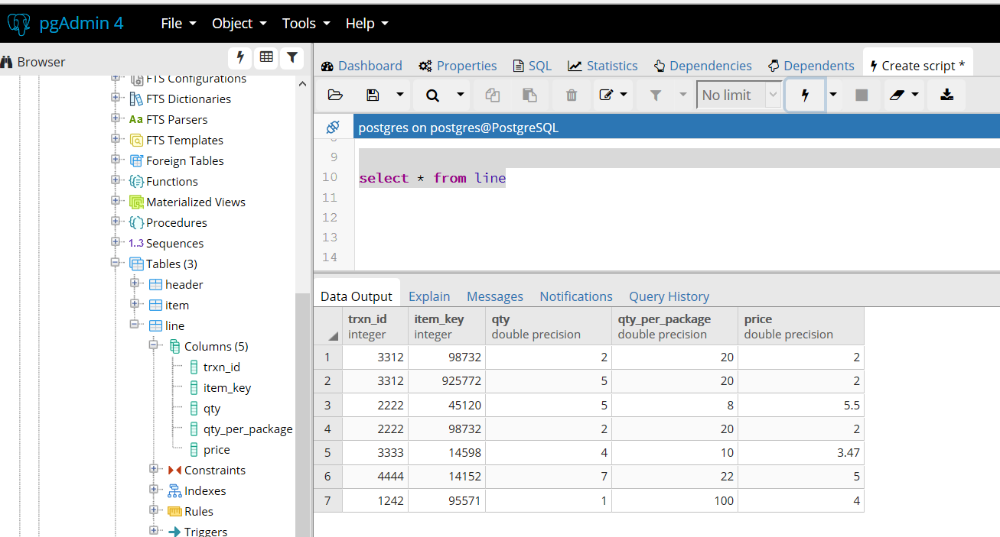 pgAdmin 4 File Object Tools Help
Browser
Dashboard Properties SQL Statistics Dependencies Dependents Create script *
No limit
postgres on postgres@PostgreSQL
FTS Configurations
FTS Dictionaries
Aa FTS Parsers
FTS Templates
Foreign Tables
Functions
Materialized Views
Procedures
1..3 Sequences
Tables (3)
header
item
line
Columns (5)
trxn_id
item_key
qty
qty_per_package
price
Constraints
Indexes
Rules
Triggers
8
9
10 select * from line
11
12
13
14
Data Output Explain Messages Notifications Query History
trxn_id item_key qty qty_per_package price
integer integer double precision double precision double precision
1 3312 98732 2 20 2
2 3312 925772 5 20 2
3 2222 45120 5 8 5.5
4 2222 98732 2 20 2
5 3333 14598 4 10 3.47
6 4444 14152 7 22 5
7 1242 95571 1 100 4